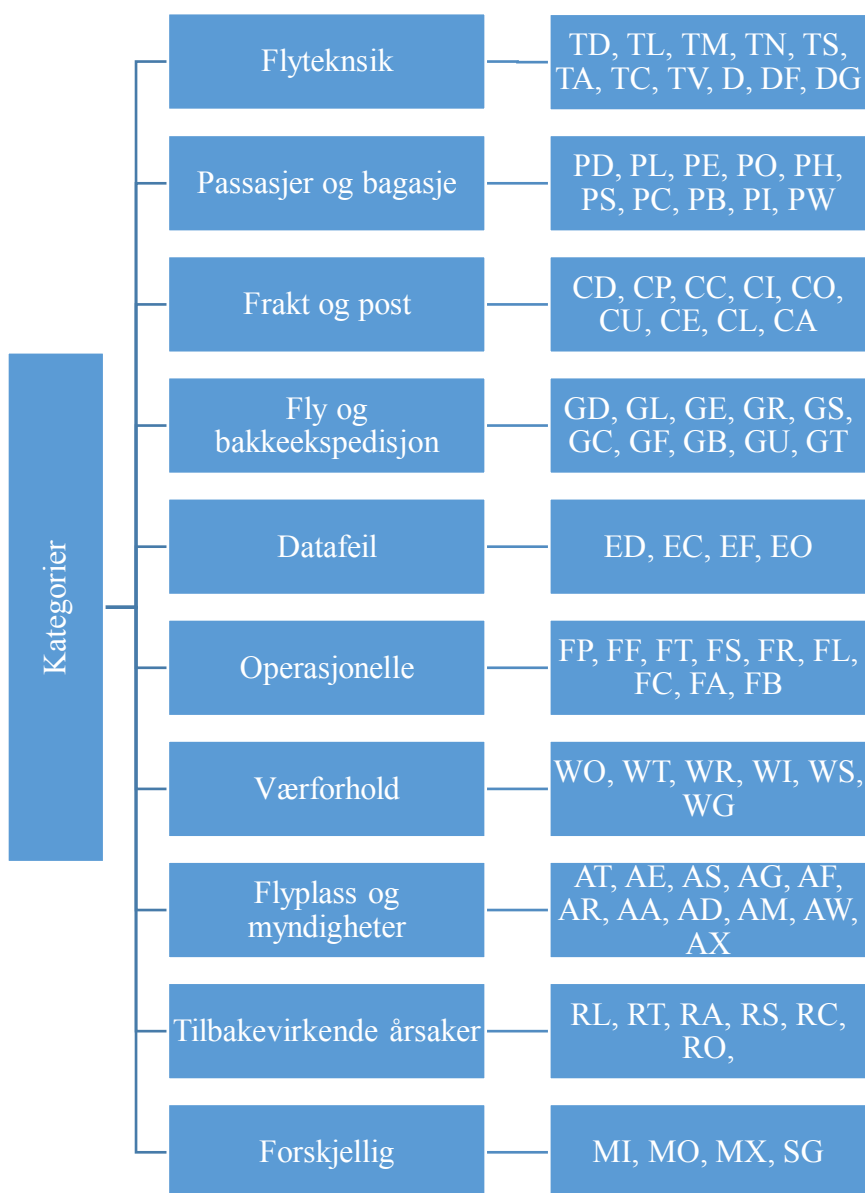 Kategorier
Flyteknsik
TD, TL, TM, TN, TS,
TA, TC, TV, D, DF, DG
Passasjer og bagasje
PD, PL, PE, PO, PH,
PS, PC, PB, PI, PW
Frakt og post
CD, CP, CC, CI, CO,
CU, CE, CL, CA
Fly og
bakkeekspedisjon
GD, GL, GE, GR, GS,
GC, GF, GB, GU, GT
Datafeil
ED, EC, EF, EO
Operasjonelle
FP, FF, FT, FS, FR, FL,
FC, FA, FB
Værforhold
WO, WT, WR, WI, WS,
WG
Flyplass og
myndigheter
AT, AE, AS, AG, AF,
AR, AA, AD, AM, AW,
AX
Tilbakevirkende årsaker
RL, RT, RA, RS, RC,
RO,
Forskjellig
MI, MO, MX, SG